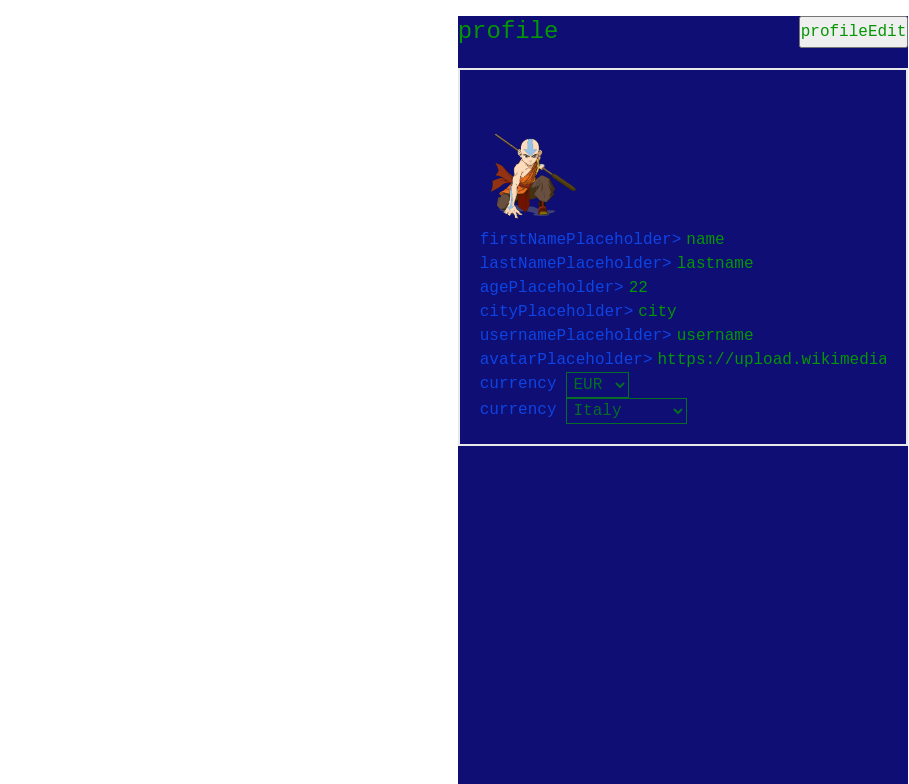 profile profileEdit
firstNamePlaceholder> name
lastNamePlaceholder> lastname
agePlaceholder> 22
cityPlaceholder> city
usernamePlaceholder> username
avatarPlaceholder> https://upload.wikimedia
currency EUR
currency Italy